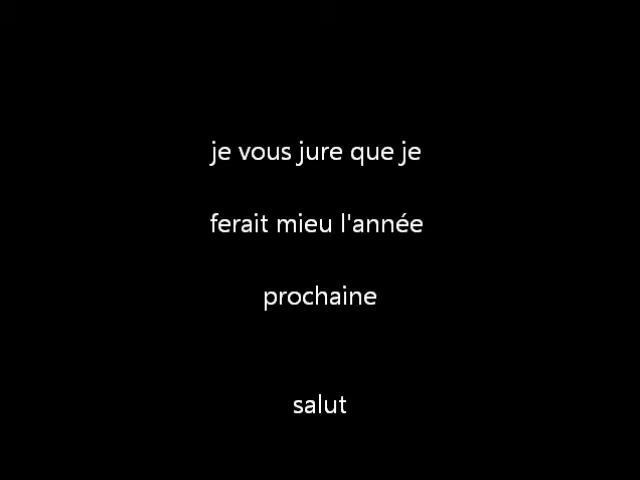 je vous jure que je
ferait mieu l'année
prochaine
salut